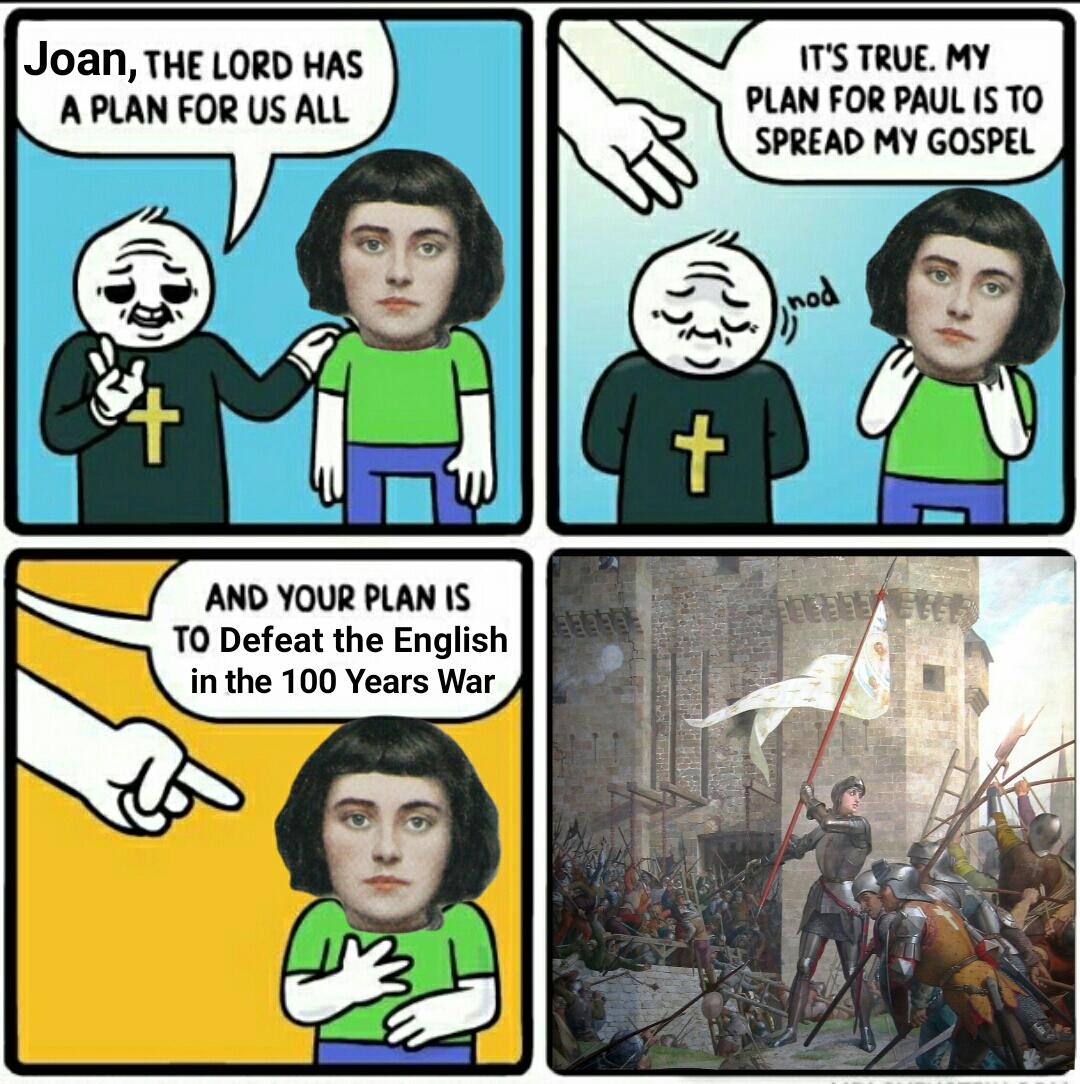 Joan, THE LORD HAS
A PLAN FOR US ALL
IT'S TRUE. MY
PLAN FOR PAUL IS TO
SPREAD MY GOSPEL
nod
AND YOUR PLAN IS
TO Defeat the English
in the 100 Years War